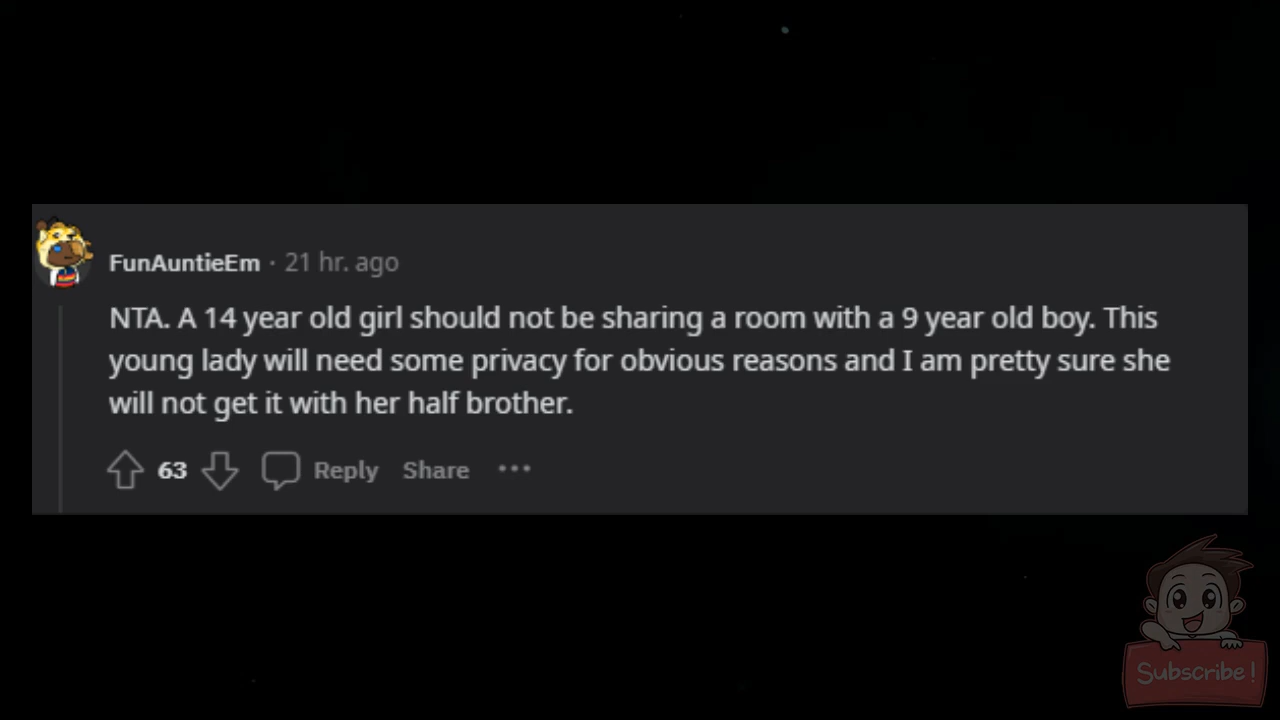 FunAuntieEm · 21 hr. ago
NTA. A 14 year old girl should not be sharing a room with a 9 year old boy. This
young lady will need some privacy for obvious reasons and I am pretty sure she
will not get it with her half brother.
63 Reply Share ···
Subscribe!